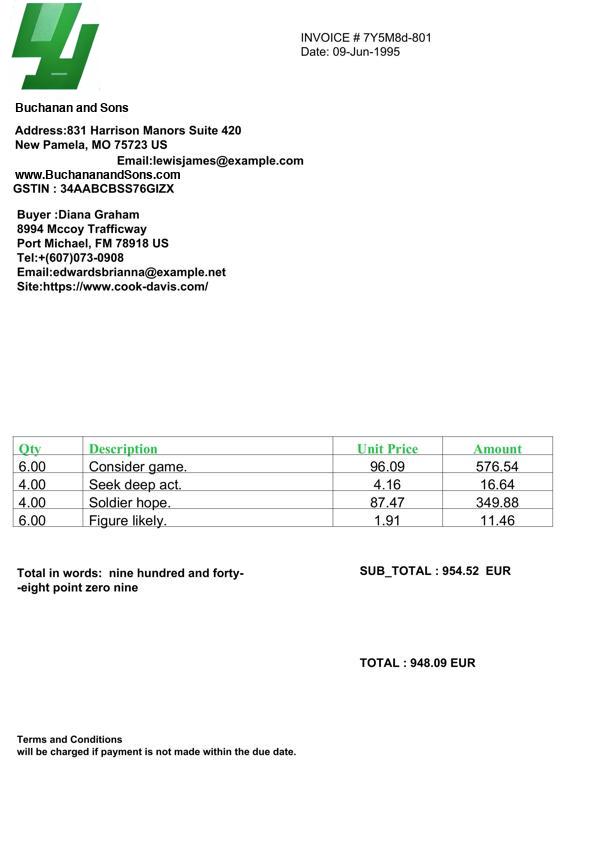 INVOICE # 7Y5M8d-801
Date: 09-Jun-1995
Buchanan and Sons
Address:831 Harrison Manors Suite 420
New Pamela, MO 75723 US
Email:lewisjames@example.com
www.BuchananandSons.com
GSTIN : 34AABCBSS76GIZX
Buyer :Diana Graham
8994 Mccoy Trafficway
Port Michael, FM 78918 US
Tel:+(607)073-0908
Email:edwardsbrianna@example.net
Site:https://www.cook-davis.com/
Qty Description Unit Price Amount
6.00 Consider game. 96.09 576.54
4.00 Seek deep act. 4.16 16.64
4.00 Soldier hope. 87.47 349.88
6.00 Figure likely. 1.91 11.46
Total in words: nine hundred and forty-
-eight point zero nine
SUB_TOTAL : 954.52 EUR
TOTAL : 948.09 EUR
Terms and Conditions
will be charged if payment is not made within the due date.